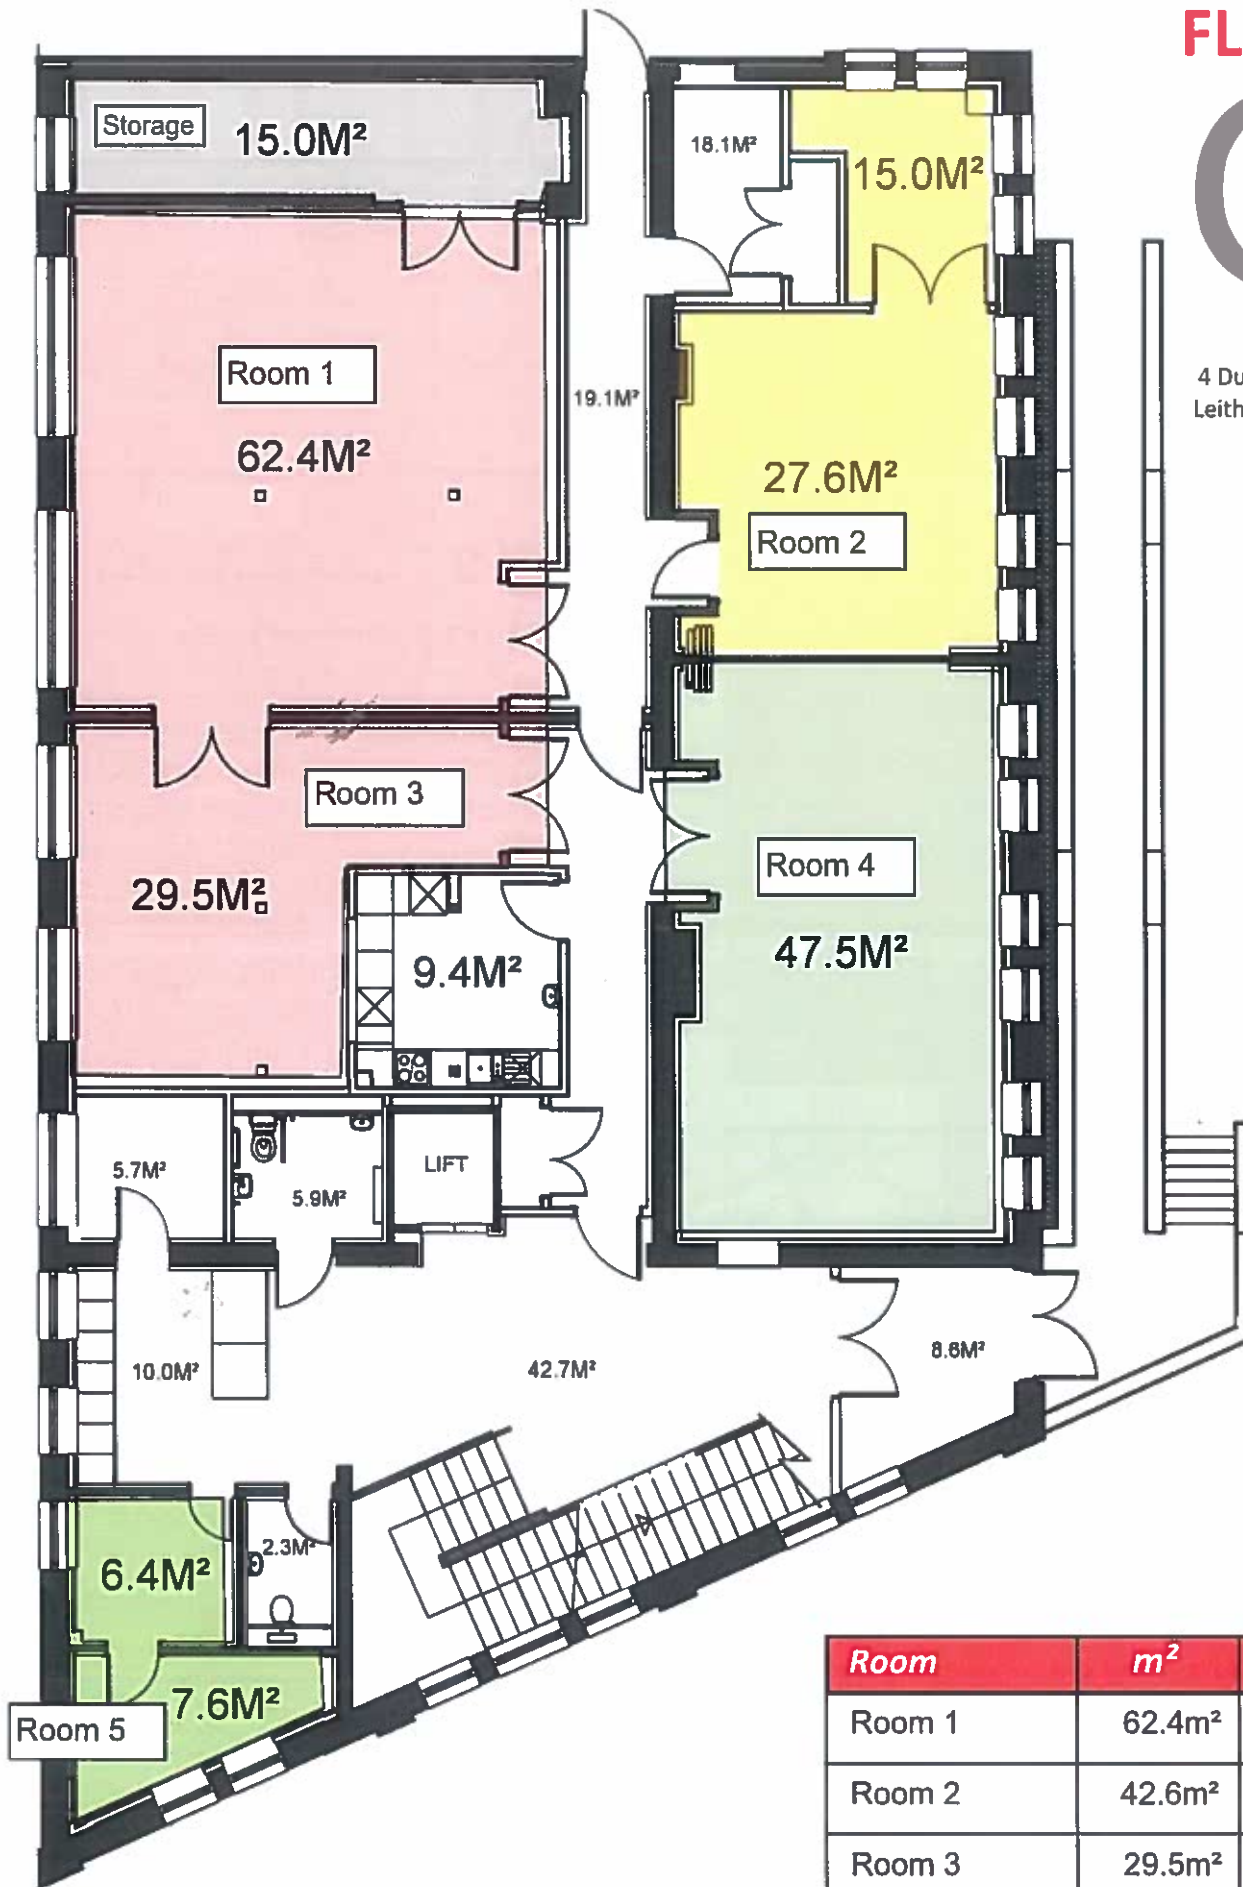 FL
Storage
15.0M²
18.1M²
15.0M²
Room 1
62.4M²
19.1M²
4 Du
Leith
27.6M²
Room 2
Room 3
29.5M²
Room 4
47.5M²
9.4M²
5.7M²
5.9M²
LIFT
10.0M²
42.7M²
8.6M²
6.4M²
2.3M²
7.6M²
Room 5
Room m²
Room 1 62.4m²
Room 2 42.6m²
Room 3 29.5m²